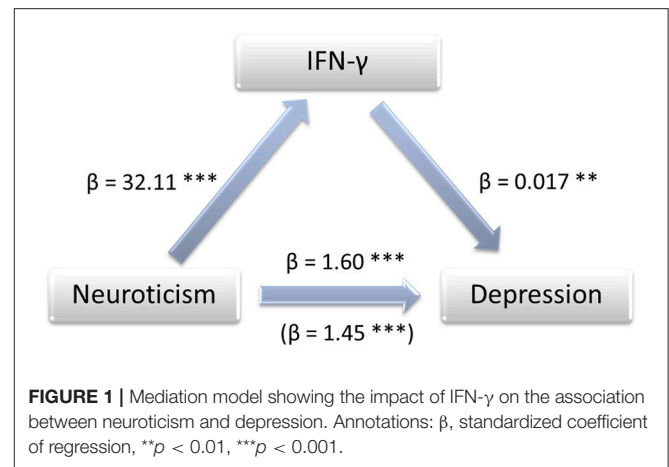 IFN-γ
β = 32.11 ***
β = 0.017 **
β = 1.60 ***
Neuroticism
Depression
(β = 1.45 ***)
FIGURE 1 | Mediation model showing the impact of IFN-γ on the association
between neuroticism and depression. Annotations: β, standardized coefficient
of regression, **p < 0.01, ***p < 0.001.